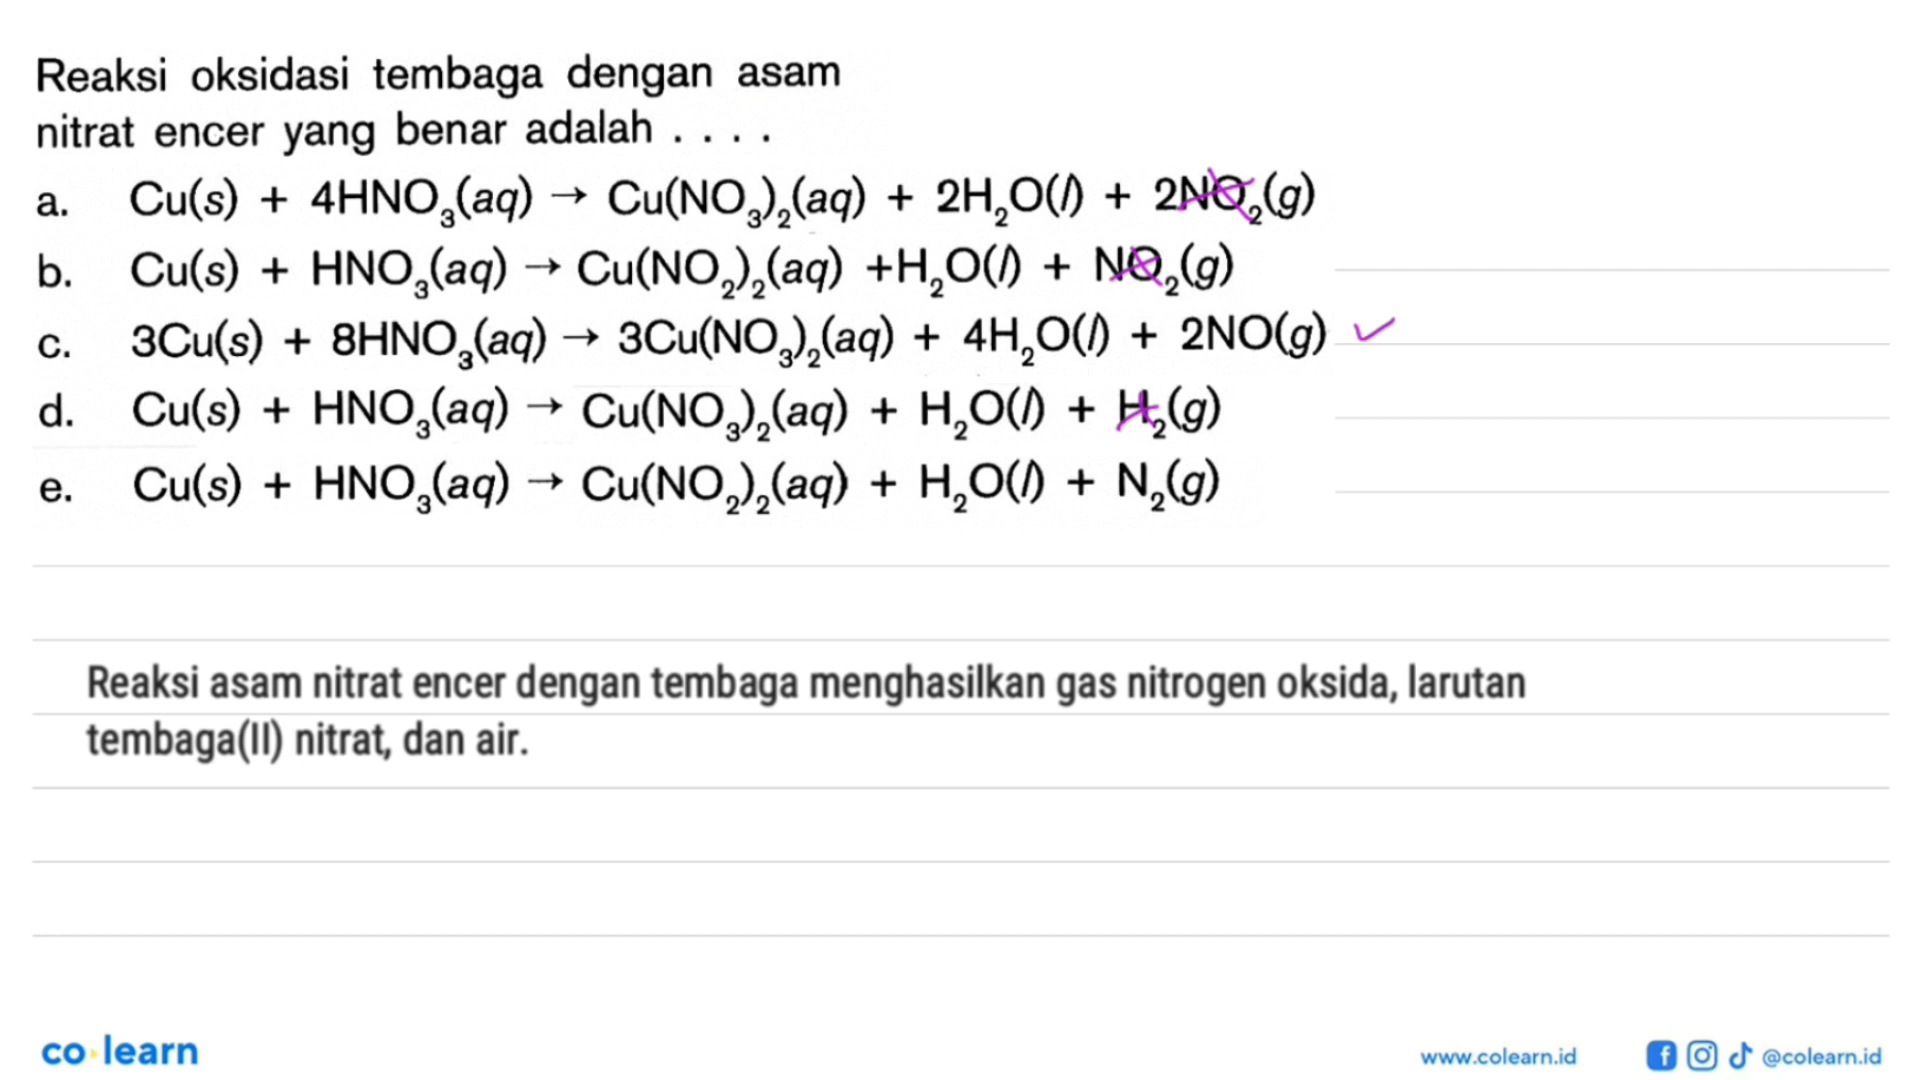 Reaksi oksidasi tembaga dengan asam
nitrat encer yang benar adalah . . . .
a. Cu(s) + 4HNO₃(aq) → Cu(NO₃)₂(aq) + 2H₂O(l) + 2NO₂(g)
b. Cu(s) + HNO₃(aq) → Cu(NO₂)₂(aq) +H₂O(l) + NO₂(g)
c. 3Cu(s) + 8HNO₃(aq) → 3Cu(NO₃)₂(aq) + 4H₂O(l) + 2NO(g) ✓
d. Cu(s) + HNO₃(aq) → Cu(NO₃)₂(aq) + H₂O(l) + H₂(g)
e. Cu(s) + HNO₃(aq) → Cu(NO₂)₂(aq) + H₂O(l) + N₂(g)
Reaksi asam nitrat encer dengan tembaga menghasilkan gas nitrogen oksida, larutan
tembaga(II) nitrat, dan air.
co learn
www.colearn.id @colearn.id